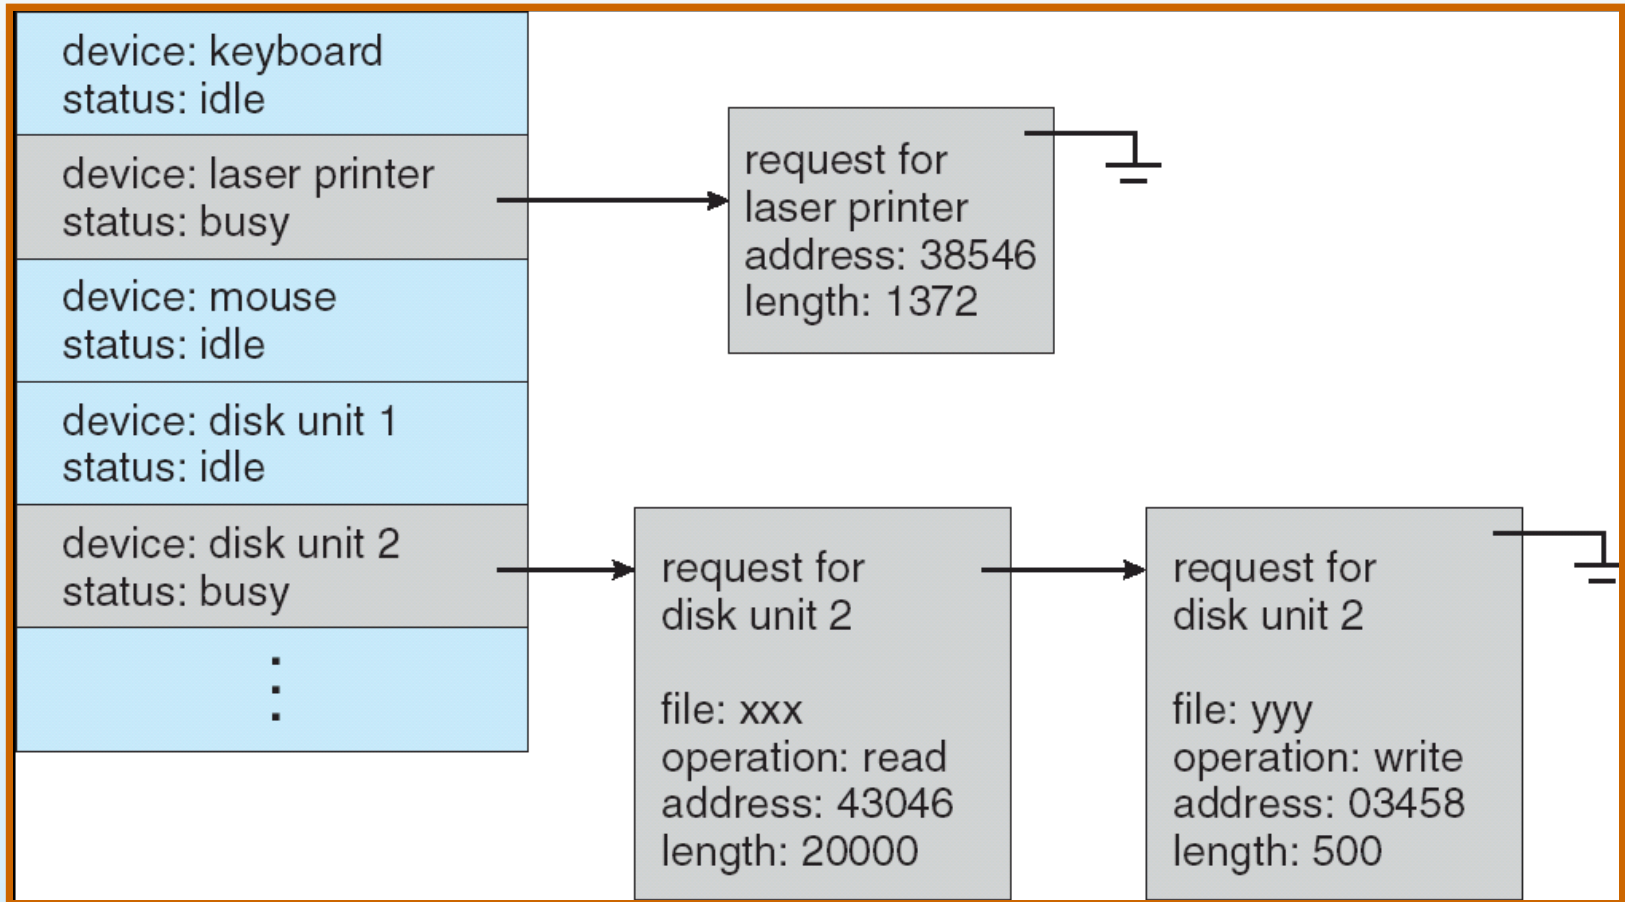 device: keyboard
status: idle
device: laser printer
status: busy
device: mouse
status: idle
device: disk unit 1
status: idle
device: disk unit 2
status: busy
request for
laser printer
address: 38546
length: 1372
request for
disk unit 2
file: xxx
operation: read
address: 43046
length: 20000
request for
disk unit 2
file: yyy
operation: write
address: 03458
length: 500